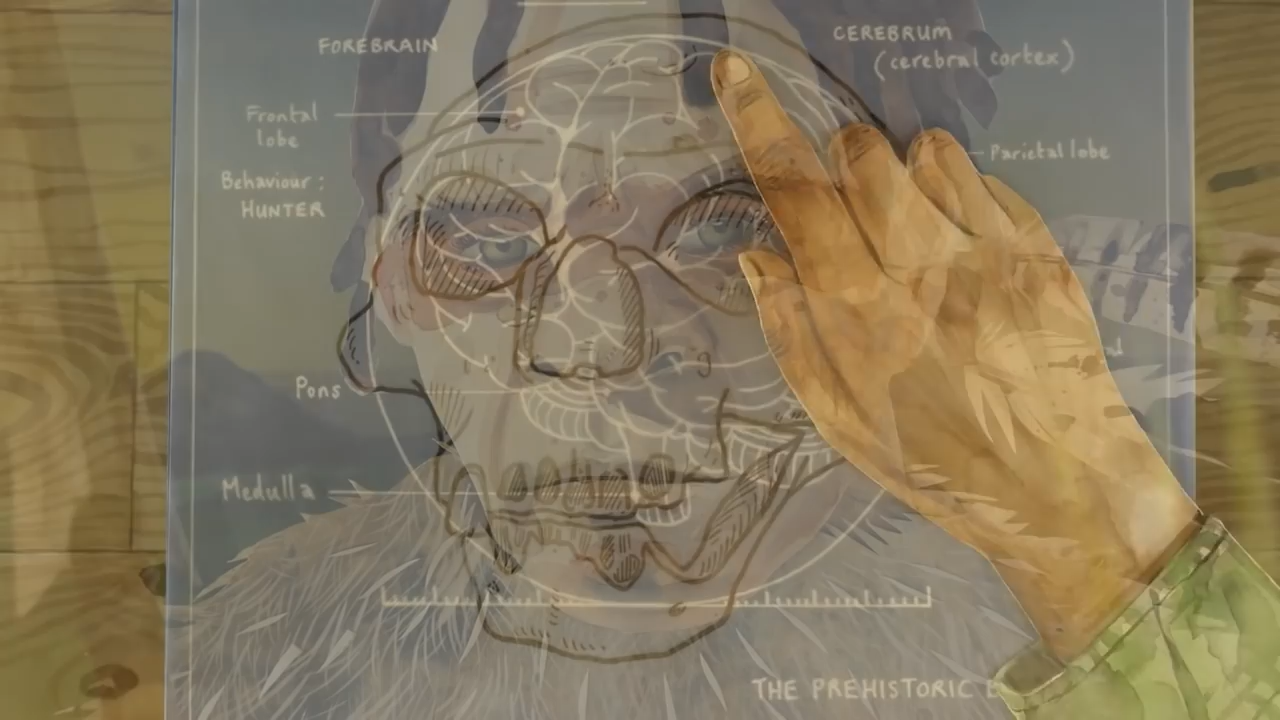 FOREBRAIN
CEREBRUM
(cerebral cortex)
Frontal
lobe
Parietal lobe
Behaviour :
HUNTER
Pons
Medulla
THE PREHISTORIC